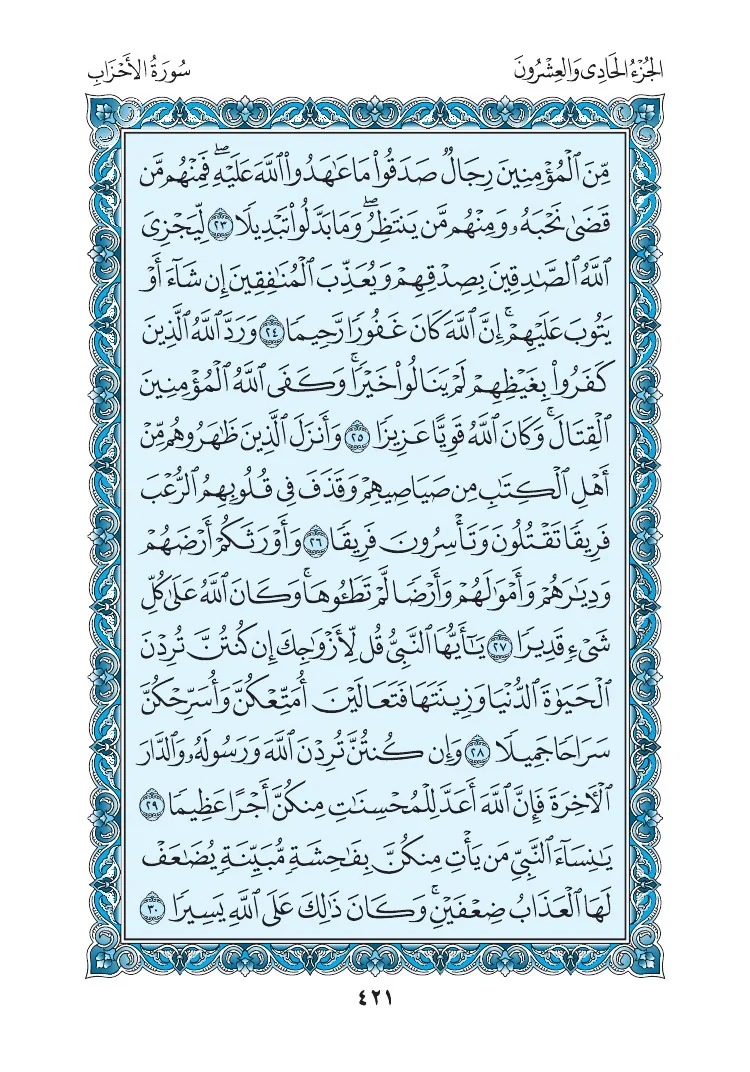 الجُزْءُ الحَادِى وَالعِشْرُونَ
سُورَةُ الأَحْزَابِ
مِّنَ ٱلْمُؤْمِنِينَ رِجَالٌ صَدَقُوا۟ مَا عَٰهَدُوا۟ ٱللَّهَ عَلَيْهِۖ فَمِنْهُم مَّن
قَضَىٰ نَحْبَهُۥ وَمِنْهُم مَّن يَنتَظِرُۖ وَمَا بَدَّلُوا۟ تَبْدِيلًا ٢٣ لِّيَجْزِىَ
ٱللَّهُ ٱلصَّٰدِقِينَ بِصِدْقِهِمْ وَيُعَذِّبَ ٱلْمُنَٰفِقِينَ إِن شَآءَ أَوْ
يَتُوبَ عَلَيْهِمْۚ إِنَّ ٱللَّهَ كَانَ غَفُورًا رَّحِيمًا ٢٤ وَرَدَّ ٱللَّهُ ٱلَّذِينَ
كَفَرُوا۟ بِغَيْظِهِمْ لَمْ يَنَالُوا۟ خَيْرًاۚ وَكَفَى ٱللَّهُ ٱلْمُؤْمِنِينَ
ٱلْقِتَالَۚ وَكَانَ ٱللَّهُ قَوِيًّا عَزِيزًا ٢٥ وَأَنزَلَ ٱلَّذِينَ ظَٰهَرُوهُم مِّنْ
أَهْلِ ٱلْكِتَٰبِ مِن صَيَاصِيهِمْ وَقَذَفَ فِى قُلُوبِهِمُ ٱلرُّعْبَ
فَرِيقًا تَقْتُلُونَ وَتَأْسِرُونَ فَرِيقًا ٢٦ وَأَوْرَثَكُمْ أَرْضَهُمْ
وَدِيَٰرَهُمْ وَأَمْوَٰلَهُمْ وَأَرْضًا لَّمْ تَطَـُٔوهَاۚ وَكَانَ ٱللَّهُ عَلَىٰ كُلِّ
شَىْءٍ قَدِيرًا ٢٧ يَٰٓأَيُّهَا ٱلنَّبِىُّ قُل لِّأَزْوَٰجِكَ إِن كُنتُنَّ تُرِدْنَ
ٱلْحَيَوٰةَ ٱلدُّنْيَا وَزِينَتَهَا فَتَعَالَيْنَ أُمَتِّعْكُنَّ وَأُسَرِّحْكُنَّ
سَرَاحًا جَمِيلًا ٢٨ وَإِن كُنتُنَّ تُرِدْنَ ٱللَّهَ وَرَسُولَهُۥ وَٱلدَّارَ
ٱلْـَٔاخِرَةَ فَإِنَّ ٱللَّهَ أَعَدَّ لِلْمُحْسِنَٰتِ مِنكُنَّ أَجْرًا عَظِيمًا ٢٩
يَٰنِسَآءَ ٱلنَّبِىِّ مَن يَأْتِ مِنكُنَّ بِفَٰحِشَةٍ مُّبَيِّنَةٍ يُضَٰعَفْ
لَهَا ٱلْعَذَابُ ضِعْفَيْنِۚ وَكَانَ ذَٰلِكَ عَلَى ٱللَّهِ يَسِيرًا ٣٠
٤٢١